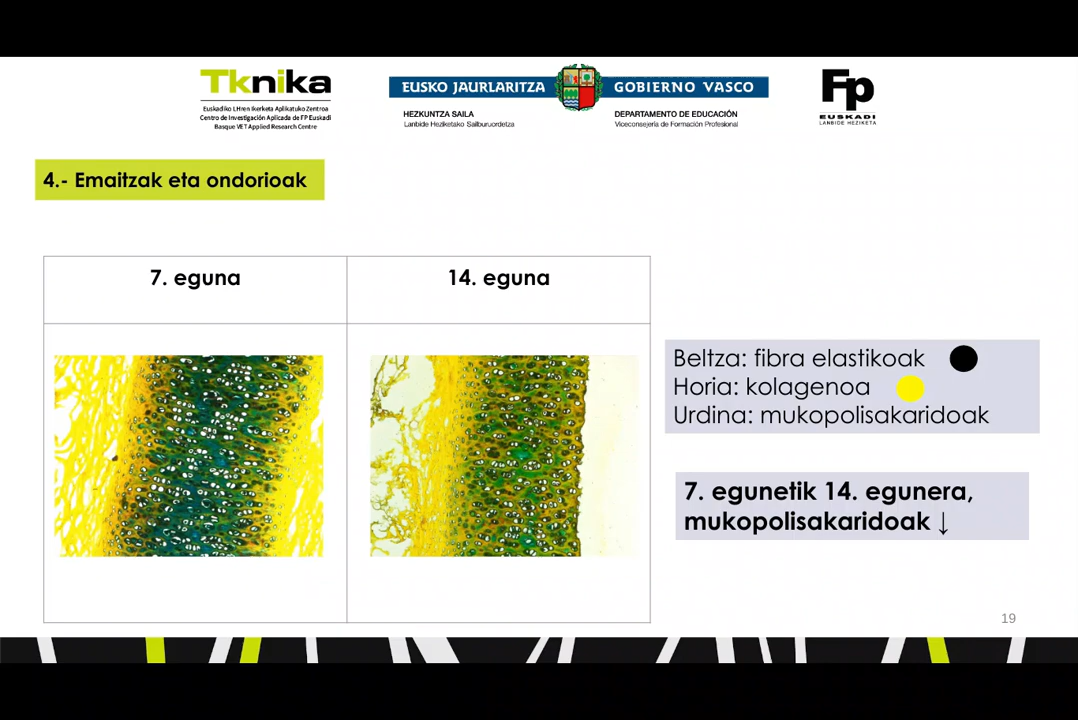 Tknika
Euskadiko LHren Ikerketa Aplikatuko Zentroa
Centro de Investigación Aplicada de FP Euskadi
Basque VET Applied Research Centre
EUSKO JAURLARITZA
GOBIERNO VASCO
HEZKUNTZA SAILA
Lanbide Heziketako Sailburuordetza
DEPARTAMENTO DE EDUCACIÓN
Viceconsejería de Formación Profesional
Fp
EUSKADI
LANBIDE HEZIKETA
4.- Emaitzak eta ondorioak
7. eguna
14. eguna
Beltza: fibra elastikoak
Horia: kolagenoa
Urdina: mukopolisakaridoak
7. egunetik 14. egunera,
mukopolisakaridoak ↓
19